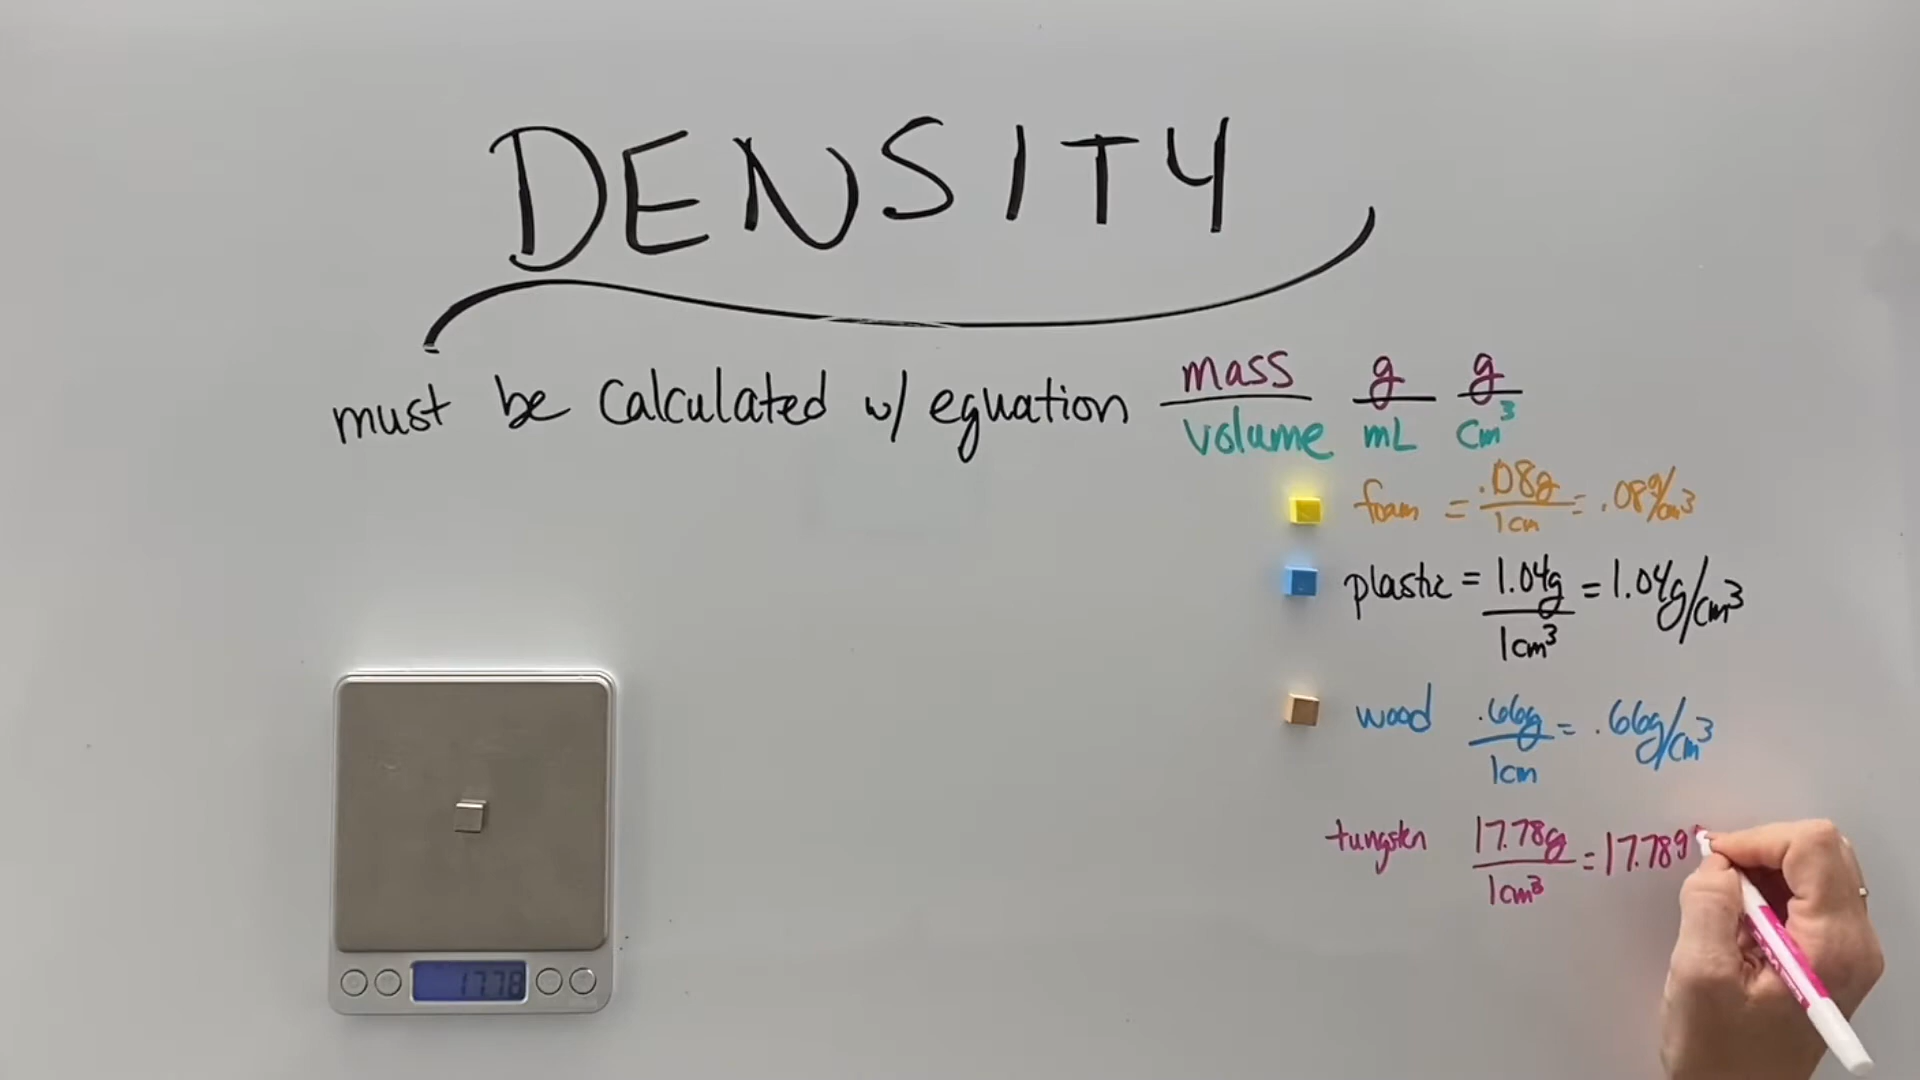 DENSITY
must be calculated w/ equation mass/volume g/mL g/cm³
foam = .08g/1cm = .08g/cm³
plastic = 1.04g/1cm³ = 1.04g/cm³
wood .66g/1cm = .66g/cm³
tungsten 17.78g/1cm³ = 17.78g
17.78